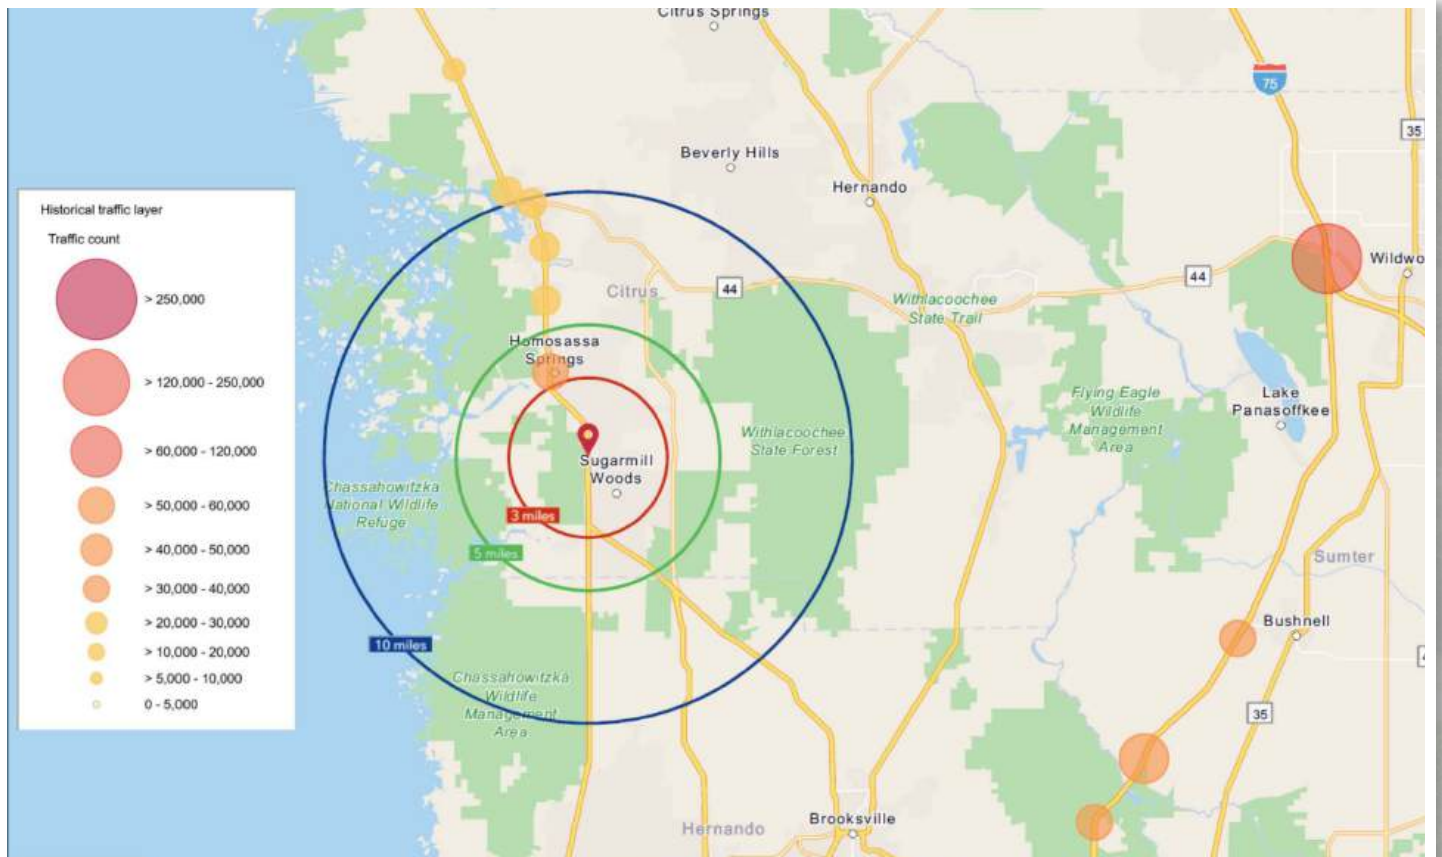 Citrus Springs
75
35
Beverly Hills
Hernando
Historical traffic layer
Traffic count
> 250,000
> 120,000 - 250,000
> 60,000 - 120,000
> 50,000 - 60,000
> 40,000 - 50,000
> 30,000 - 40,000
> 20,000 - 30,000
> 10,000 - 20,000
> 5,000 - 10,000
0 - 5,000
Wildwo
44
44
Citrus
Withlacoochee
State Trail
Homosassa
Springs
Lake
Panasoffkee
Flying Eagle
Wildlife
Management
Area
Withlacoochee
State Forest
Sugarmill
Woods
Chassahowitzka
National Wildlife
Refuge
3 miles
5 miles
Sumter
Bushnell
10 miles
Chassahowitzka
Wildlife
Management
Area
35
Brooksville
Hernando